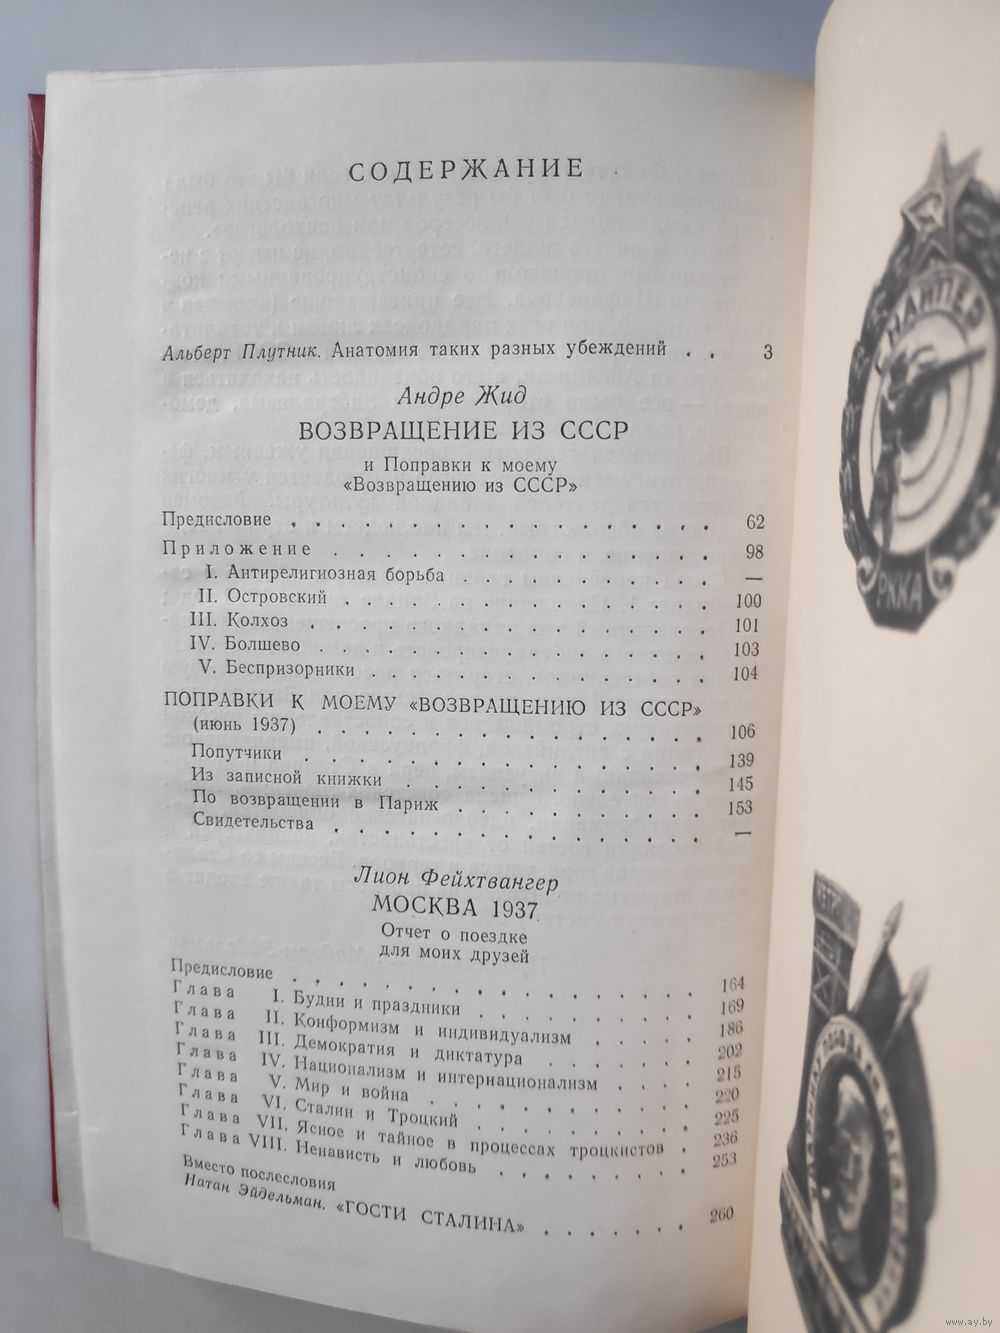 СОДЕРЖАНИЕ
Альберт Плутник. Анатомия таких разных убеждений . . 3
Андре Жид
ВОЗВРАЩЕНИЕ ИЗ СССР
и Поправки к моему
«Возвращению из СССР»
Предисловие . . . . . . . . . . . . . . . . . . 62
Приложение . . . . . . . . . . . . . . . . 98
I. Антирелигиозная борьба . . . . . . . . . . —
II. Островский . . . . . . . . . . . . . . . 100
III. Колхоз . . . . . . . . . . . . . . . . . 101
IV. Болшево . . . . . . . . . . . . . . . . 103
V. Беспризорники . . . . . . . . . . . . . . 104
ПОПРАВКИ К МОЕМУ «ВОЗВРАЩЕНИЮ ИЗ СССР»
(июнь 1937) . . . . . . . . . . . . . . . . . 106
Попутчики . . . . . . . . . . . . . . . . . 139
Из записной книжки . . . . . . . . . . . . . 145
По возвращении в Париж . . . . . . . . . . . 153
Свидетельства . . . . . . . . . . . . . . . . —
Лион Фейхтвангер
МОСКВА 1937
Отчет о поездке
для моих друзей
Предисловие . . . . . . . . . . . . . . . . . 164
Глава I. Будни и праздники . . . . . . . . . . 169
Глава II. Конформизм и индивидуализм . . . . . 186
Глава III. Демократия и диктатура . . . . . . . 202
Глава IV. Национализм и интернационализм . . . . 215
Глава V. Мир и война . . . . . . . . . . . . 220
Глава VI. Сталин и Троцкий . . . . . . . . . . 225
Глава VII. Ясное и тайное в процессах троцкистов . 236
Глава VIII. Ненависть и любовь . . . . . . . . . 253
Вместо послесловия
Натан Эйдельман. «ГОСТИ СТАЛИНА» . . . . . . . 260
СНАЙПЕР
РККА
www.ay.by